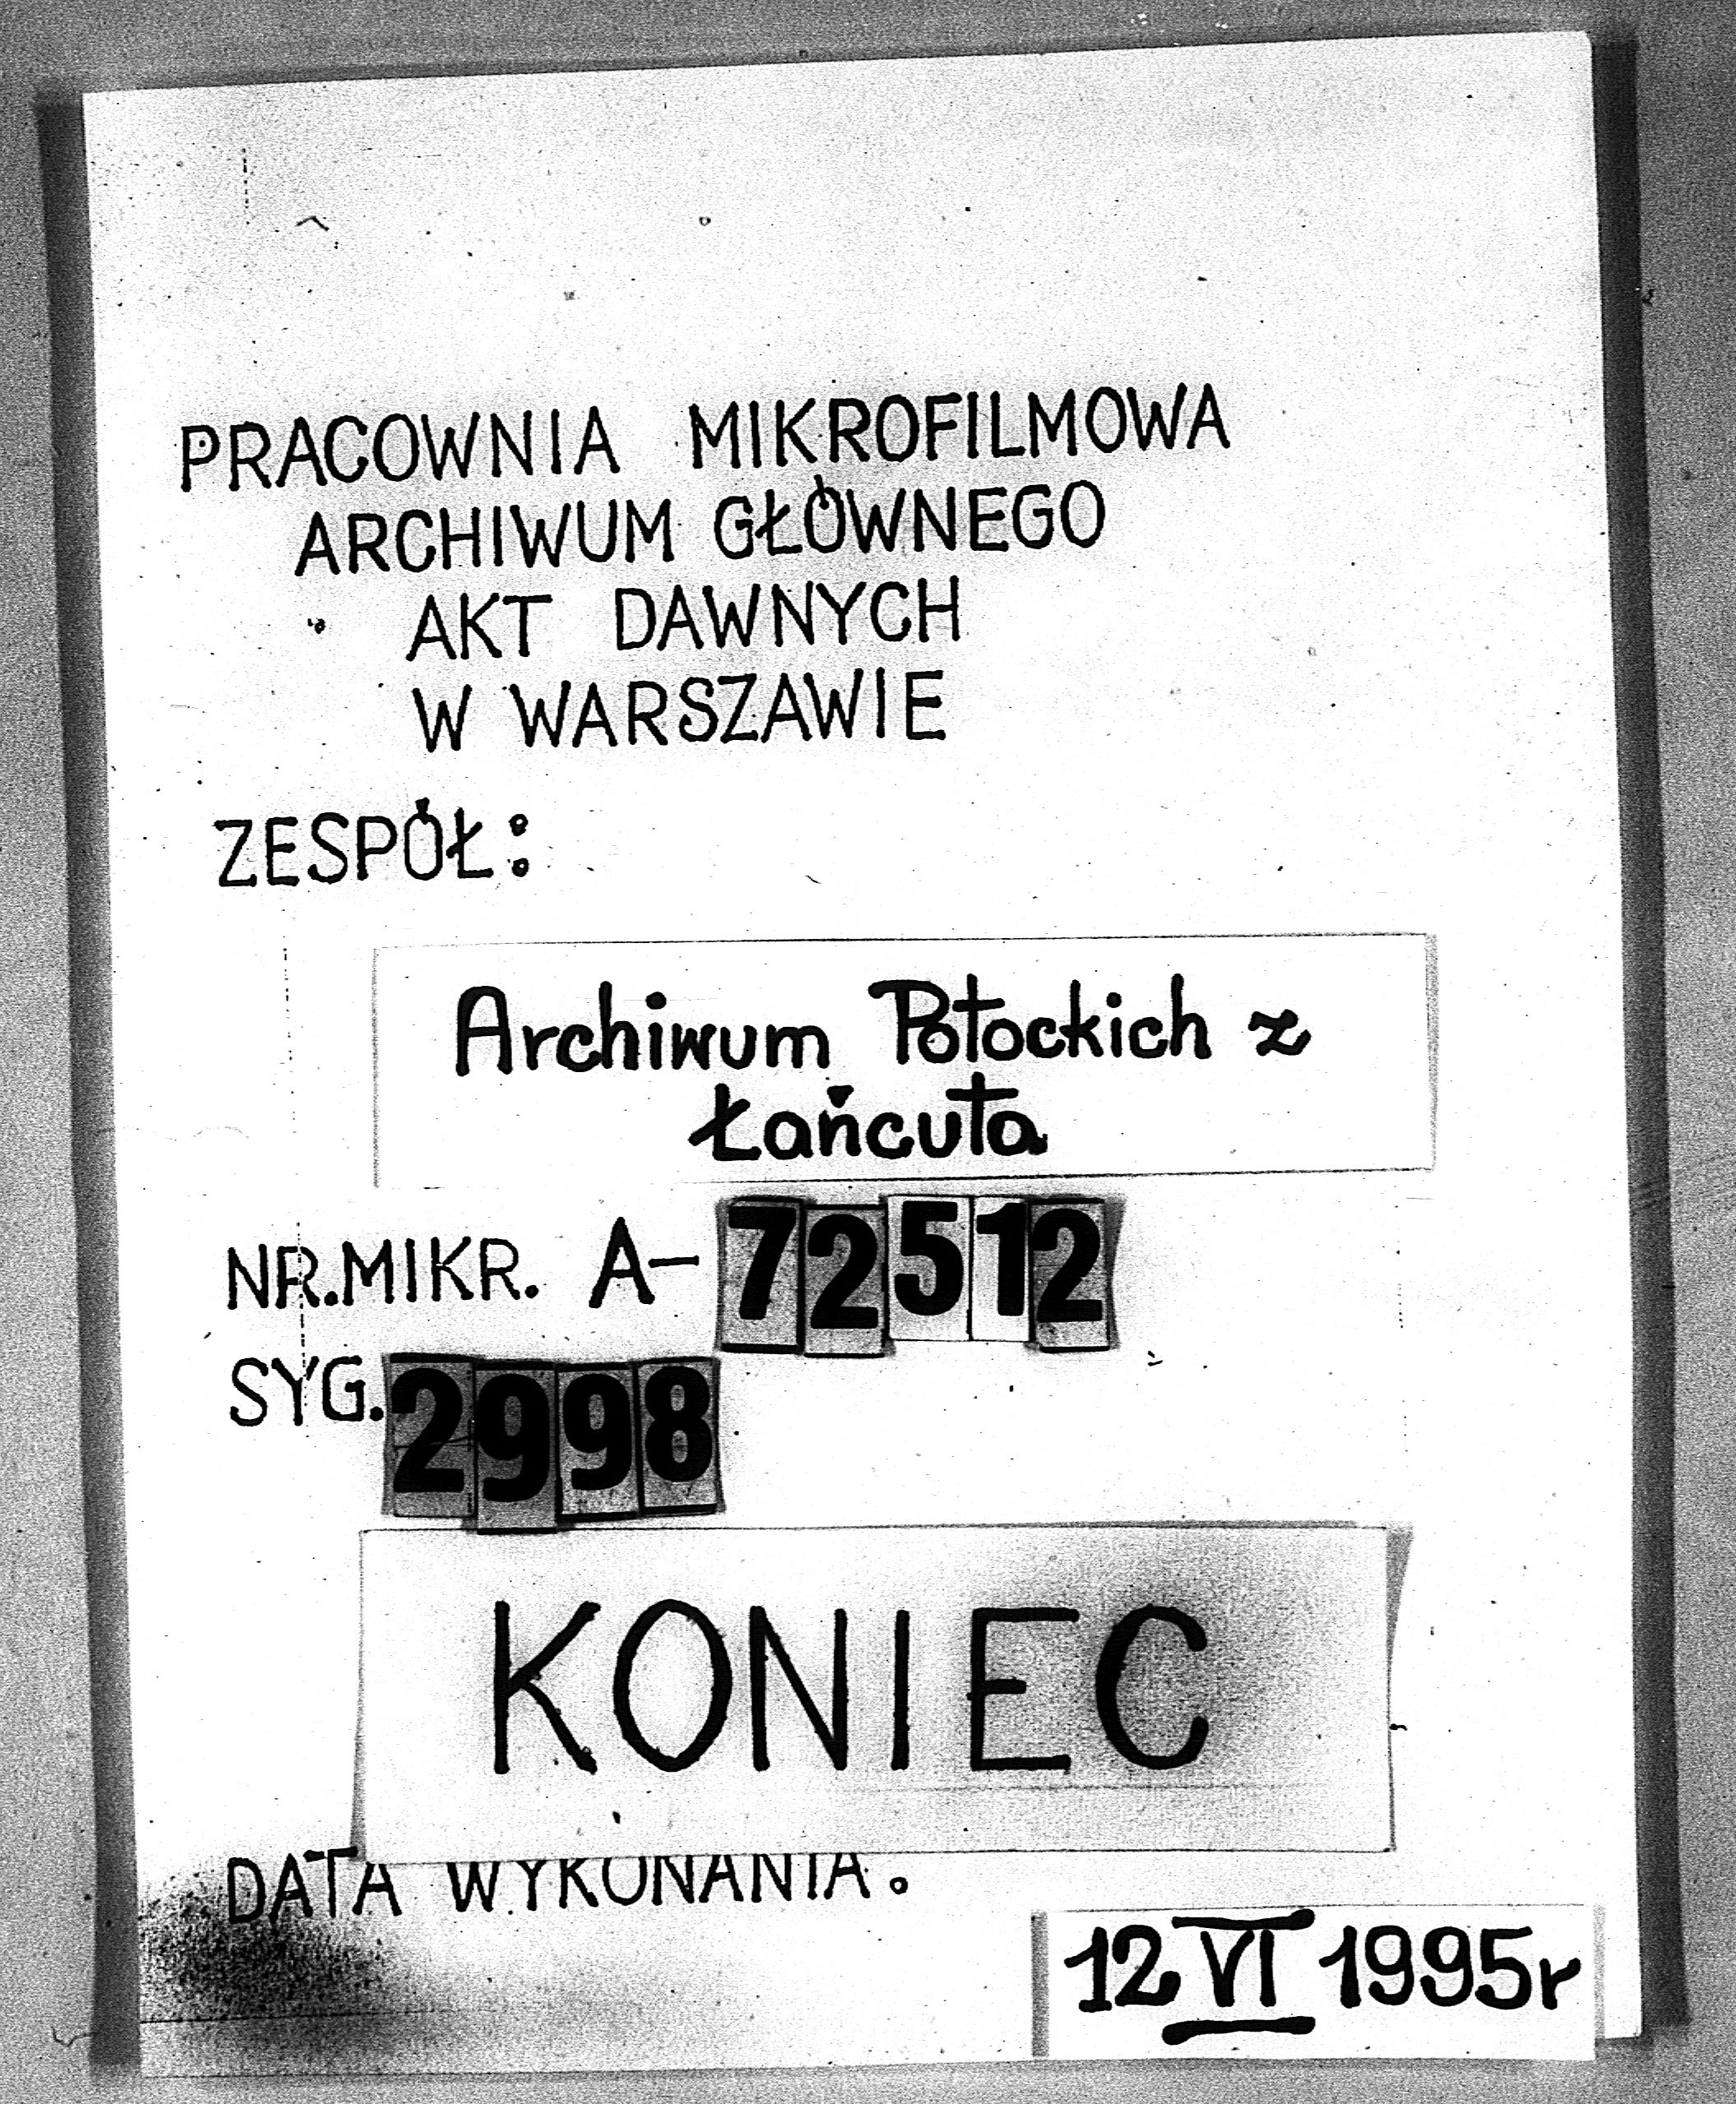 PRACOWNIA MIKROFILMOWA
ARCHIWUM GŁÓWNEGO
AKT DAWNYCH
W WARSZAWIE
ZESPÓŁ:
Archiwum Potockich z
Łańcuta
NR.MIKR. A-72512
SYG. 2998
KONIEC
DATA WYKONANIA.
12 VI 1995r